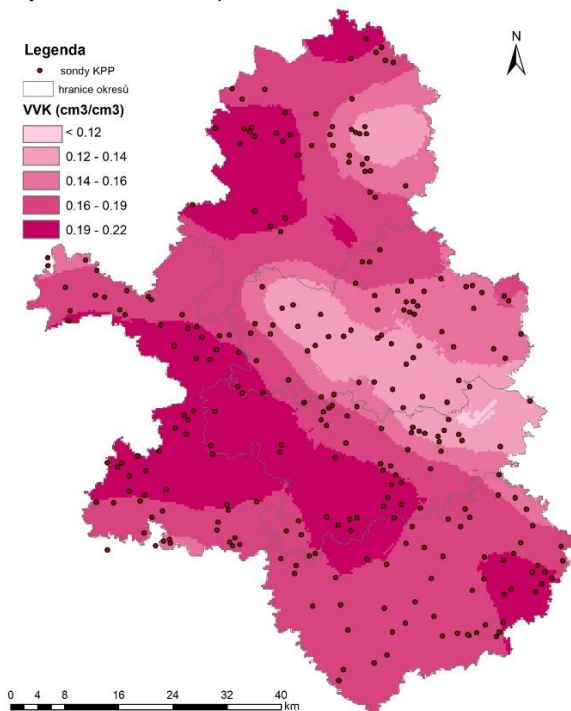 Legenda
sondy KPP
hranice okresů
VVK (cm3/cm3)
< 0.12
0.12 - 0.14
0.14 - 0.16
0.16 - 0.19
0.19 - 0.22
N
0 4 8 16 24 32 40
km